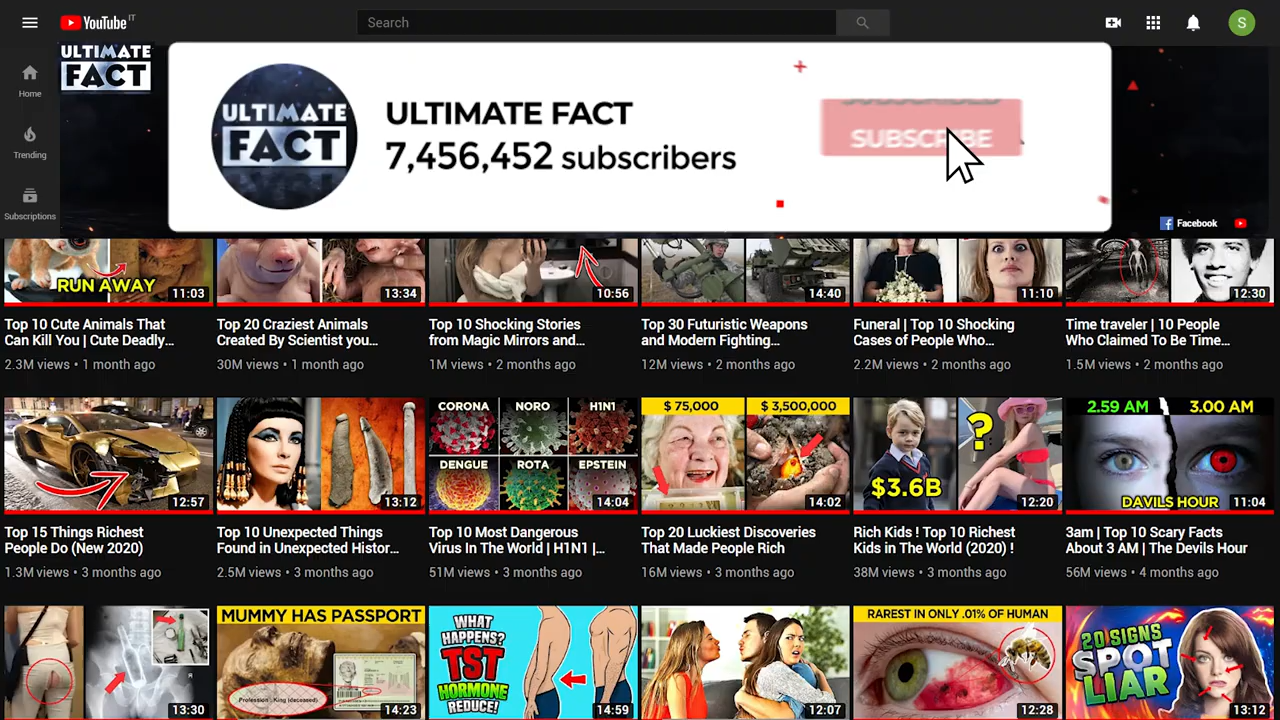 YouTube IT
Search
S
ULTIMATE
FACT
Home
Trending
Subscriptions
ULTIMATE
FACT
ULTIMATE FACT
7,456,452 subscribers
SUBSCRIBE
Facebook
RUN AWAY
11:03
13:34
10:56
14:40
11:10
12:30
Top 10 Cute Animals That
Can Kill You | Cute Deadly...
2.3M views • 1 month ago
Top 20 Craziest Animals
Created By Scientist you...
30M views • 1 month ago
Top 10 Shocking Stories
from Magic Mirrors and...
1M views • 2 months ago
Top 30 Futuristic Weapons
and Modern Fighting...
12M views • 2 months ago
Funeral | Top 10 Shocking
Cases of People Who...
2.2M views • 2 months ago
Time traveler | 10 People
Who Claimed To Be Time...
1.5M views • 2 months ago
12:57
13:12
CORONA NORO H1N1
DENGUE ROTA EPSTEIN
14:04
$ 75,000 $ 3,500,000
14:02
?
$3.6B
12:20
2.59 AM 3.00 AM
DAVILS HOUR
11:04
Top 15 Things Richest
People Do (New 2020)
1.3M views • 3 months ago
Top 10 Unexpected Things
Found in Unexpected Histor...
2.5M views • 3 months ago
Top 10 Most Dangerous
Virus In The World | H1N1 |...
51M views • 3 months ago
Top 20 Luckiest Discoveries
That Made People Rich
16M views • 3 months ago
Rich Kids ! Top 10 Richest
Kids in The World (2020) !
38M views • 3 months ago
3am | Top 10 Scary Facts
About 3 AM | The Devils Hour
56M views • 4 months ago
13:30
MUMMY HAS PASSPORT
Profession : King (deceased)
14:23
WHAT
HAPPENS?
TST
HORMONE
REDUCE!
14:59
12:07
RAREST IN ONLY .01% OF HUMAN
12:28
20 SIGNS
SPOT
LIAR
13:12